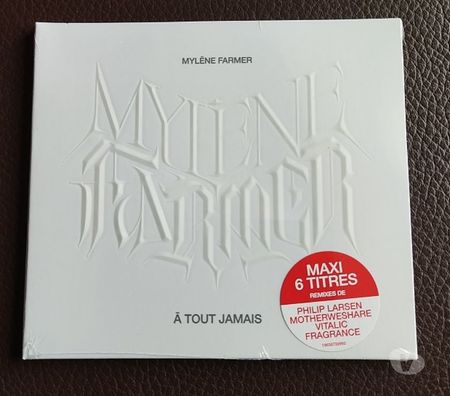 MYLÈNE FARMER
MYLÈNE
FARMER
À TOUT JAMAIS
MAXI
6 TITRES
REMIXES DE
PHILIP LARSEN
MOTHERWESHARE
VITALIC
FRAGRANCE